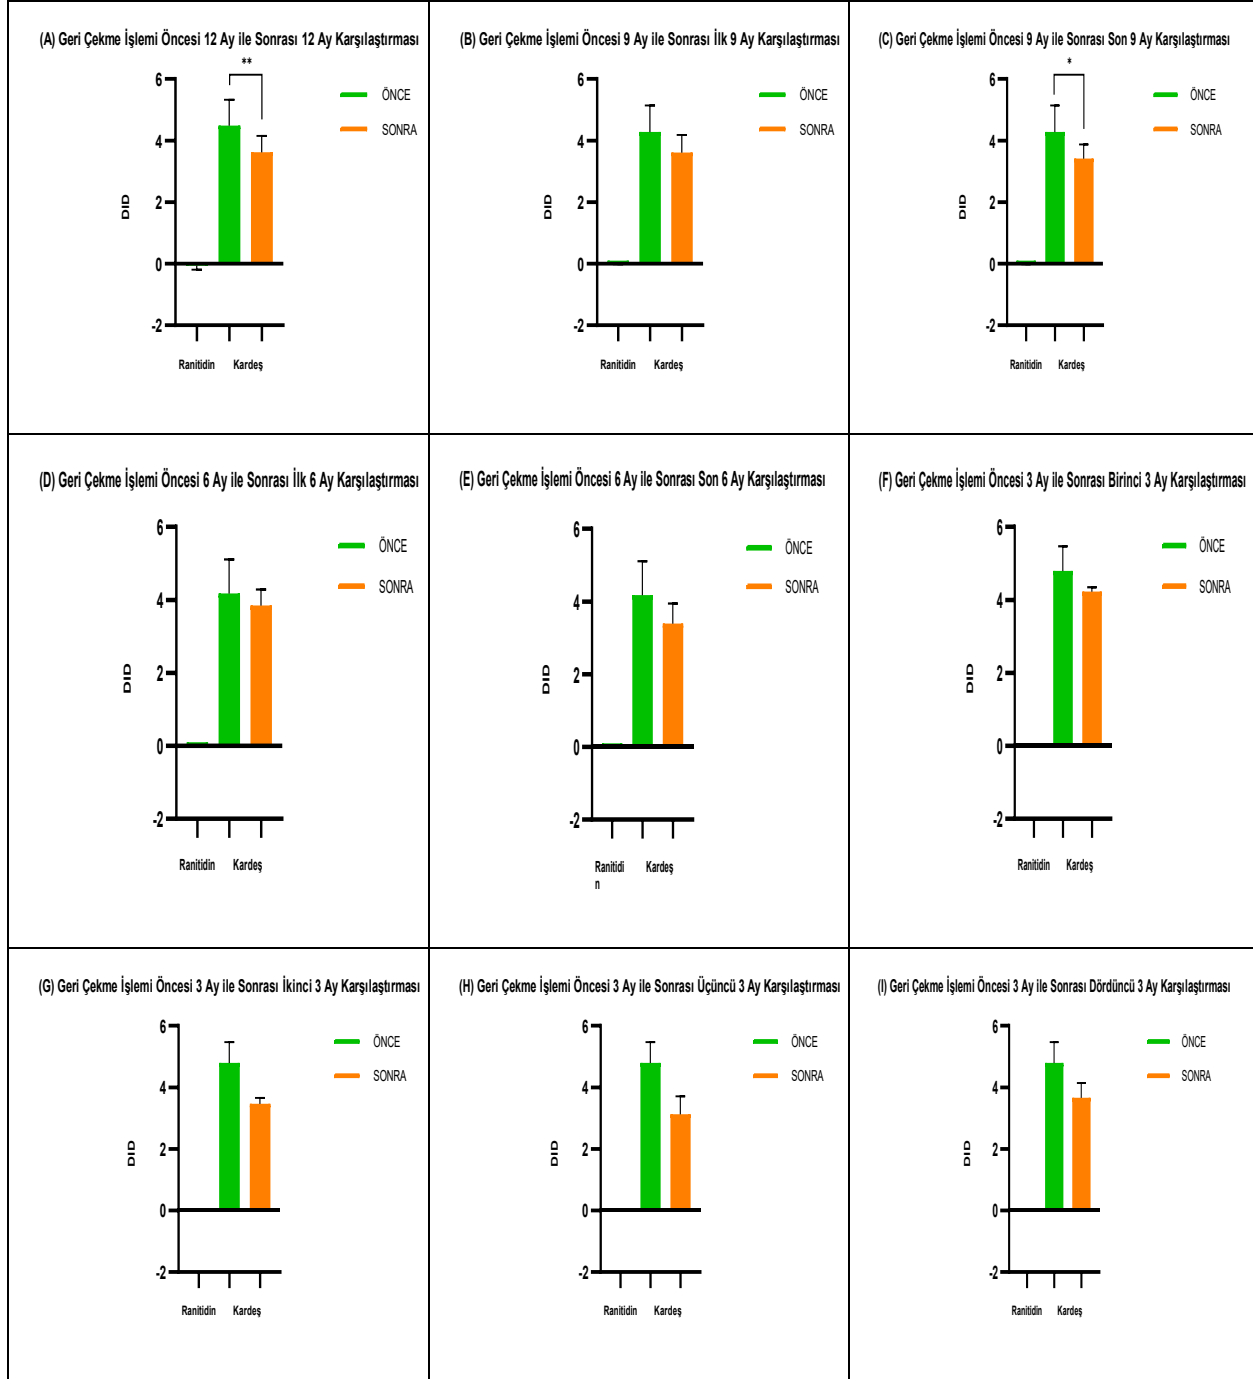 (A) Geri Çekme İşlemi Öncesi 12 Ay ile Sonrası 12 Ay Karşılaştırması
**
6
4
2
0
-2
DID
ÖNCE
SONRA
Ranitidin Kardeş
(B) Geri Çekme İşlemi Öncesi 9 Ay ile Sonrası İlk 9 Ay Karşılaştırması
6
4
2
0
-2
DID
ÖNCE
SONRA
Ranitidin Kardeş
(C) Geri Çekme İşlemi Öncesi 9 Ay ile Sonrası Son 9 Ay Karşılaştırması
*
6
4
2
0
-2
DID
ÖNCE
SONRA
Ranitidin Kardeş
(D) Geri Çekme İşlemi Öncesi 6 Ay ile Sonrası İlk 6 Ay Karşılaştırması
6
4
2
0
-2
DID
ÖNCE
SONRA
Ranitidin Kardeş
(E) Geri Çekme İşlemi Öncesi 6 Ay ile Sonrası Son 6 Ay Karşılaştırması
6
4
2
0
-2
DID
ÖNCE
SONRA
Ranitidi Kardeş
n
(F) Geri Çekme İşlemi Öncesi 3 Ay ile Sonrası Birinci 3 Ay Karşılaştırması
6
4
2
0
-2
DID
ÖNCE
SONRA
Ranitidin Kardeş
(G) Geri Çekme İşlemi Öncesi 3 Ay ile Sonrası İkinci 3 Ay Karşılaştırması
6
4
2
0
-2
DID
ÖNCE
SONRA
Ranitidin Kardeş
(H) Geri Çekme İşlemi Öncesi 3 Ay ile Sonrası Üçüncü 3 Ay Karşılaştırması
6
4
2
0
-2
DID
ÖNCE
SONRA
Ranitidin Kardeş
(I) Geri Çekme İşlemi Öncesi 3 Ay ile Sonrası Dördüncü 3 Ay Karşılaştırması
6
4
2
0
-2
DID
ÖNCE
SONRA
Ranitidin Kardeş